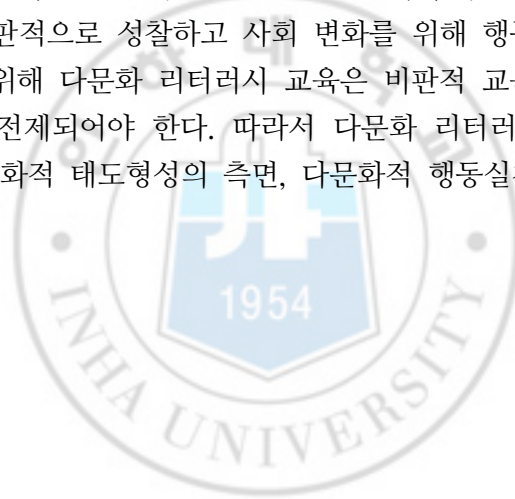 판적으로 성찰하고 사회 변화를 위해 행
위해 다문화 리터러시 교육은 비판적 교
전제되어야 한다. 따라서 다문화 리터러
화적 태도형성의 측면, 다문화적 행동실
1954
INHA UNIVERSITY